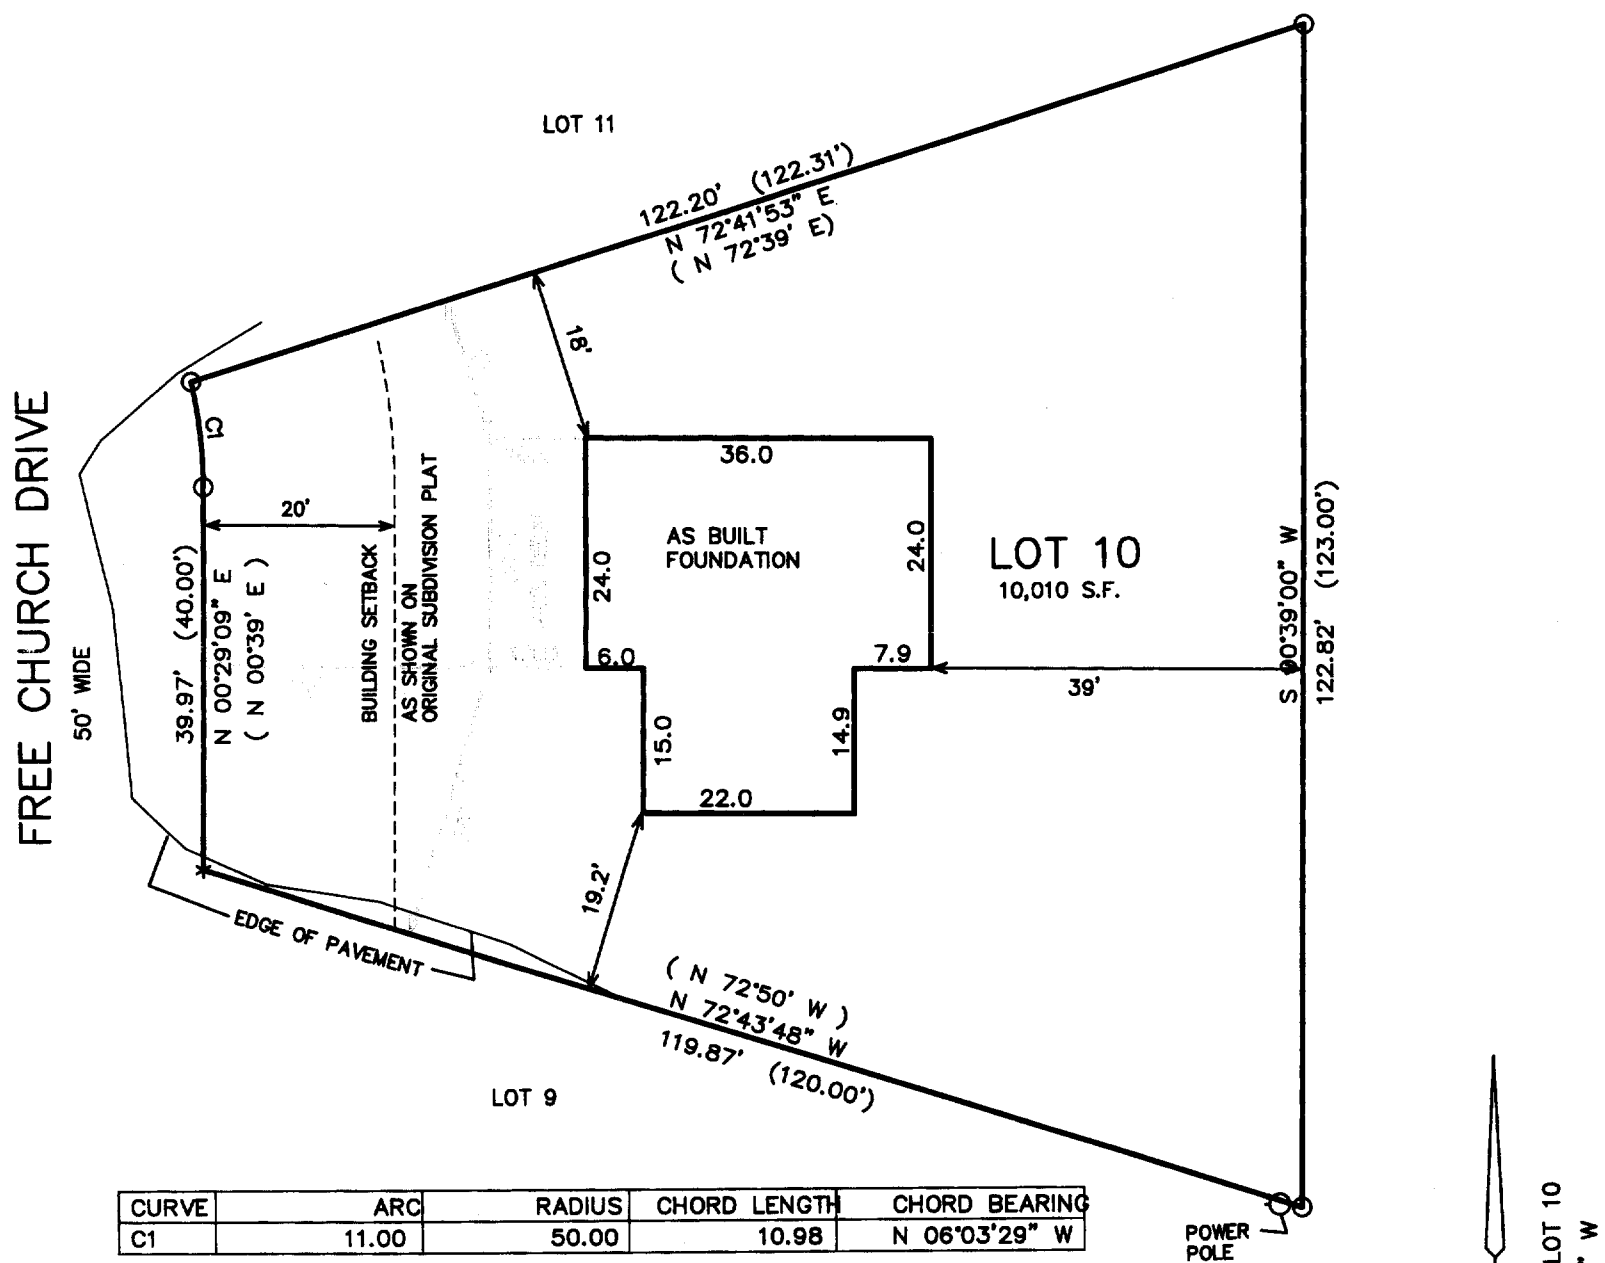 LOT 11
122.20' (122.31')
N 72°41'53" E
( N 72°39' E)
18'
FREE CHURCH DRIVE
50' WIDE
C1
20'
39.97' (40.00')
N 00°29'09" E
( N 00°39' E )
BUILDING SETBACK
AS SHOWN ON
ORIGINAL SUBDIVISION PLAT
36.0
AS BUILT
FOUNDATION
24.0
24.0
6.0
7.9
15.0
14.9
22.0
LOT 10
10,010 S.F.
39'
S 00°39'00" W
122.82' (123.00')
19.2'
EDGE OF PAVEMENT
( N 72°50' W )
N 72°43'48" W
119.87' (120.00')
LOT 9
CURVE ARC RADIUS CHORD LENGTH CHORD BEARING
C1 11.00 50.00 10.98 N 06°03'29" W
POWER
POLE
LOT 10
" W